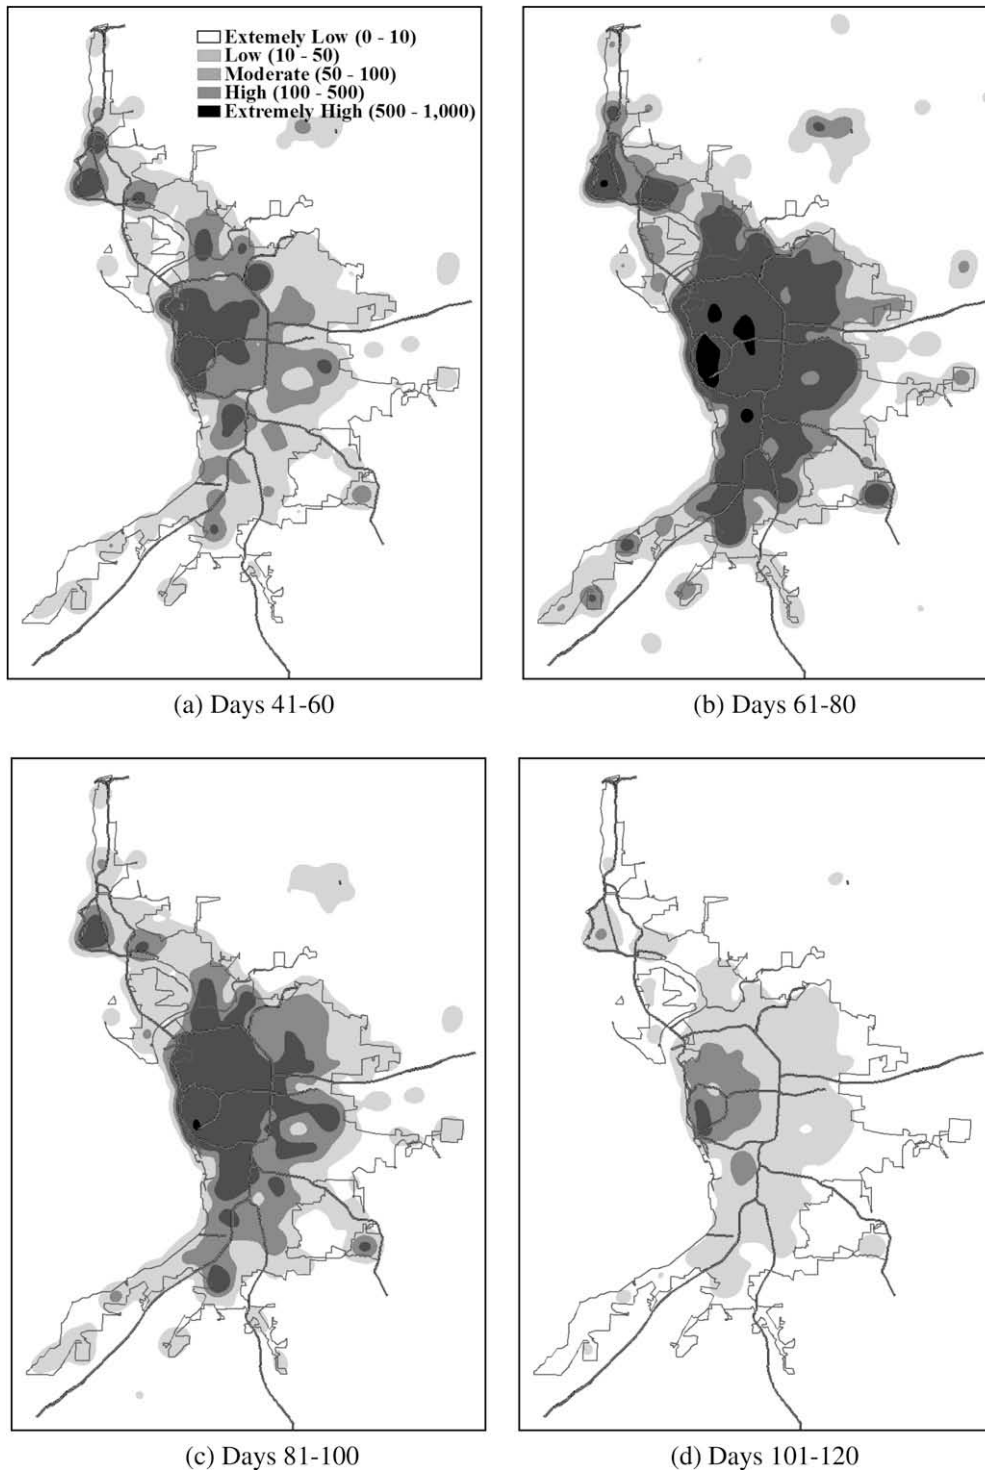 Extemely Low (0 - 10)
Low (10 - 50)
Moderate (50 - 100)
High (100 - 500)
Extremely High (500 - 1,000)
(a) Days 41-60
(b) Days 61-80
(c) Days 81-100
(d) Days 101-120